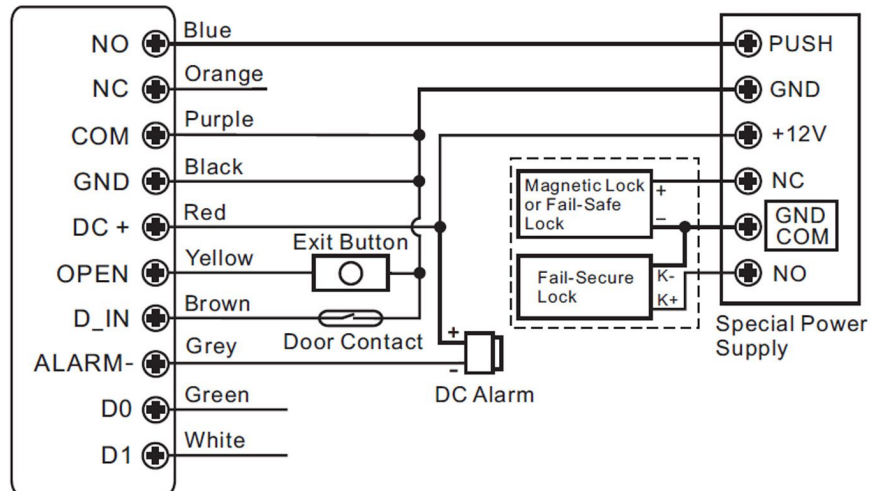 NO Blue PUSH
NC Orange GND
COM Purple +12V
GND Black NC
DC + Red GND
COM
OPEN Yellow NO
D_IN Brown
ALARM- Grey
D0 Green
D1 White
Exit Button
Door Contact
+
-
DC Alarm
Magnetic Lock +
or Fail-Safe
Lock –
Fail-Secure K-
Lock K+
Special Power
Supply